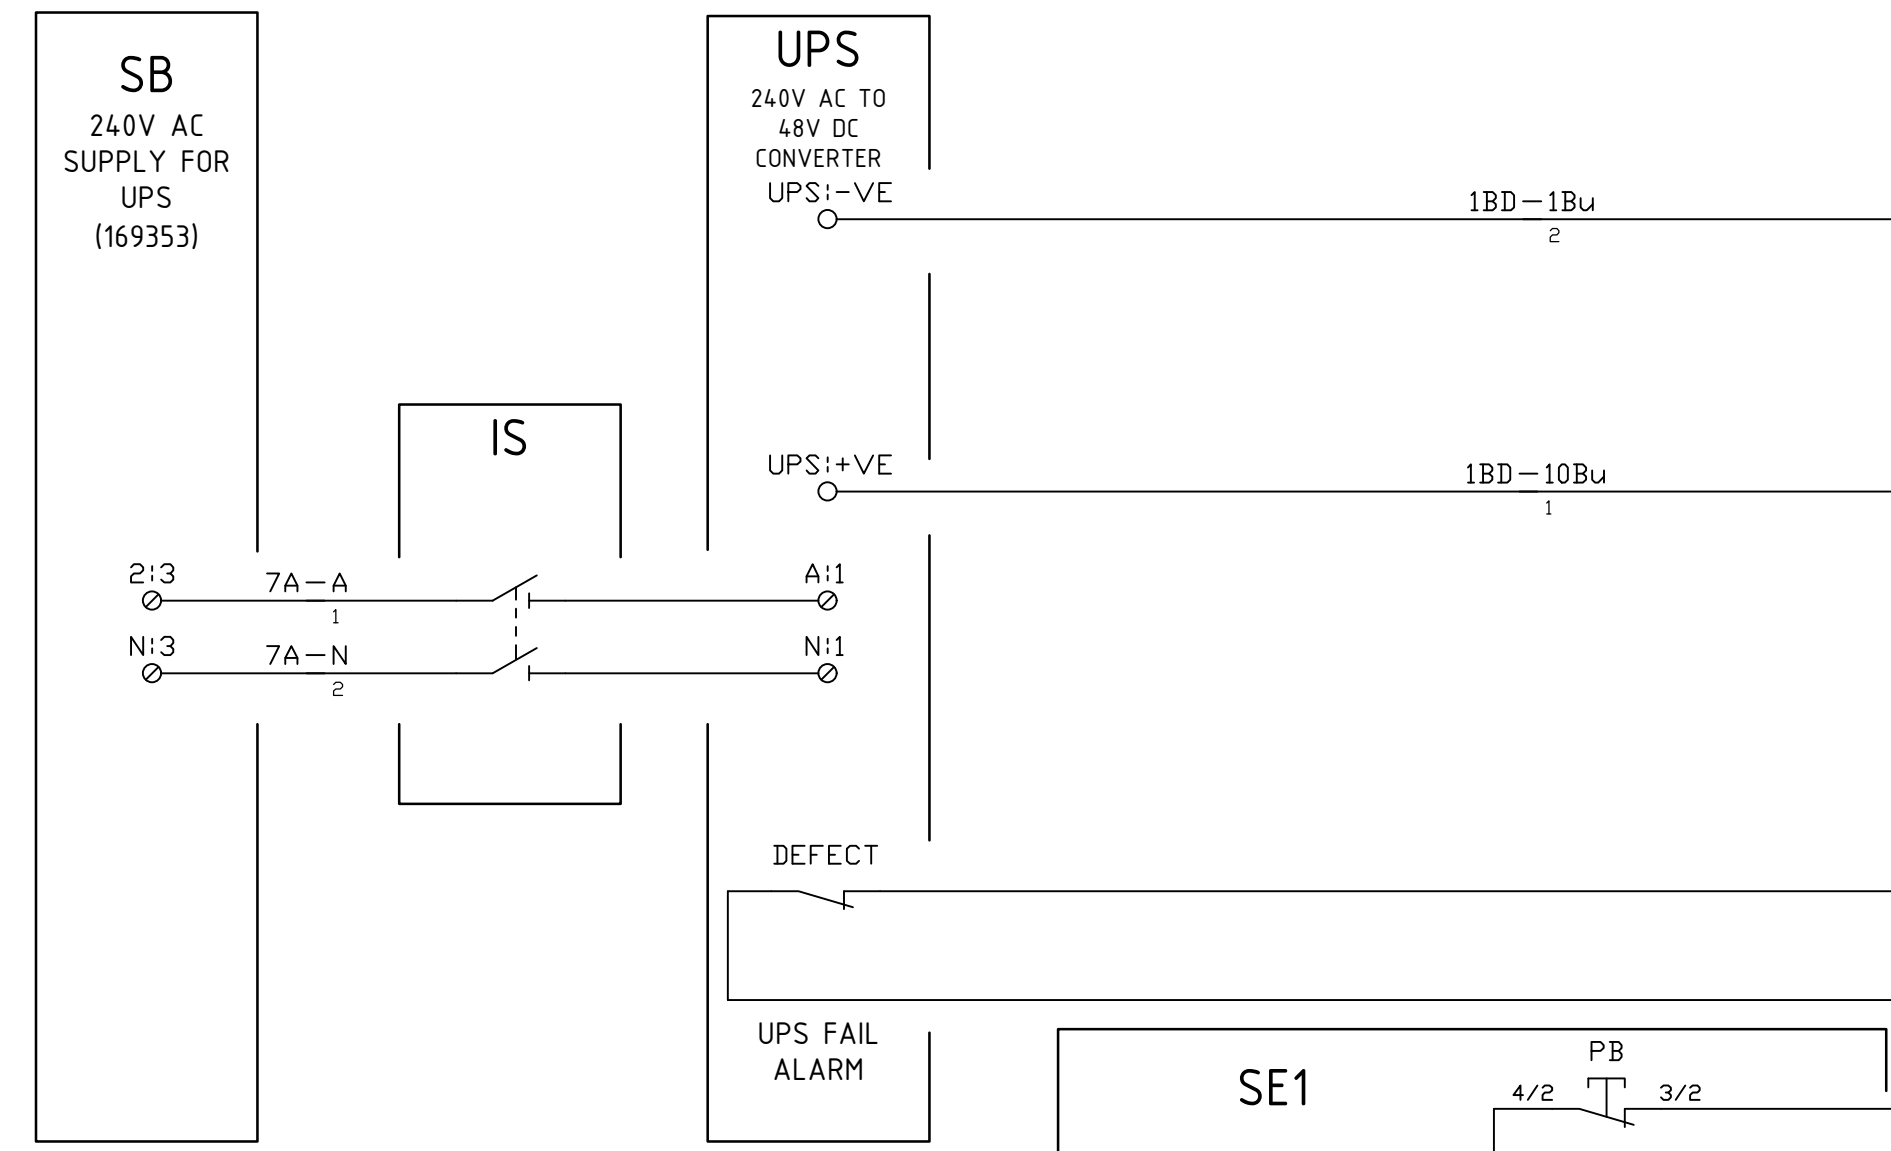 SB
240V AC
SUPPLY FOR
UPS
(169353)
2:3
7A-A
1
N:3
7A-N
2
IS
UPS
240V AC TO
48V DC
CONVERTER
UPS:-VE
1BD-1Bu
2
UPS:+VE
1BD-10Bu
1
A:1
N:1
DEFECT
UPS FAIL
ALARM
SE1
PB
4/2
3/2